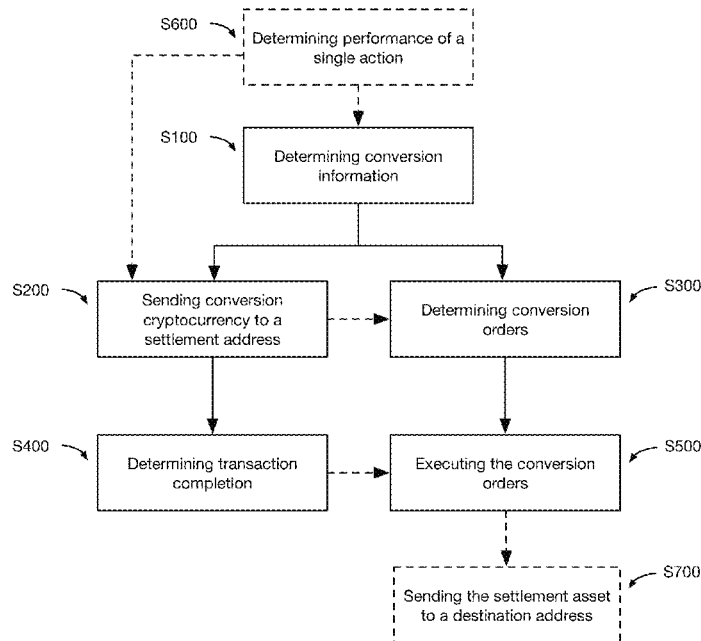 S600
Determining performance of a
single action
S100
Determining conversion
information
S200
Sending conversion
cryptocurrency to a
settlement address
S300
Determining conversion
orders
S400
Determining transaction
completion
S500
Executing the conversion
orders
S700
Sending the settlement asset
to a destination address